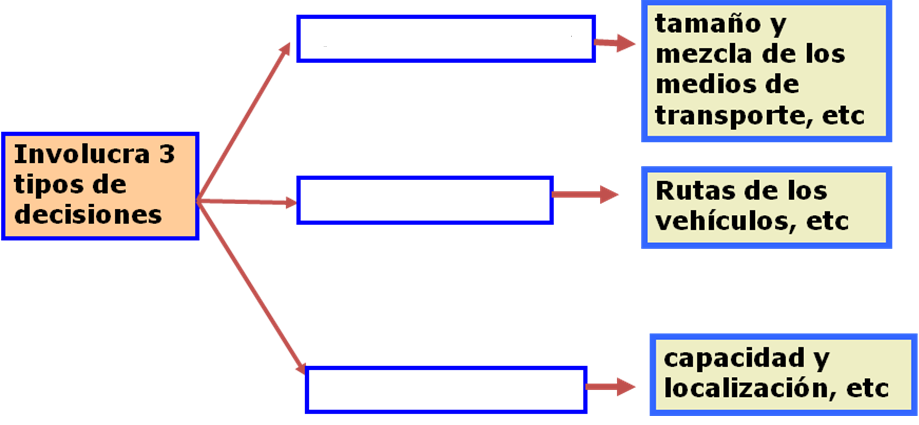 Involucra 3
tipos de
decisiones
tamaño y
mezcla de los
medios de
transporte, etc
Rutas de los
vehículos, etc
capacidad y
localización, etc